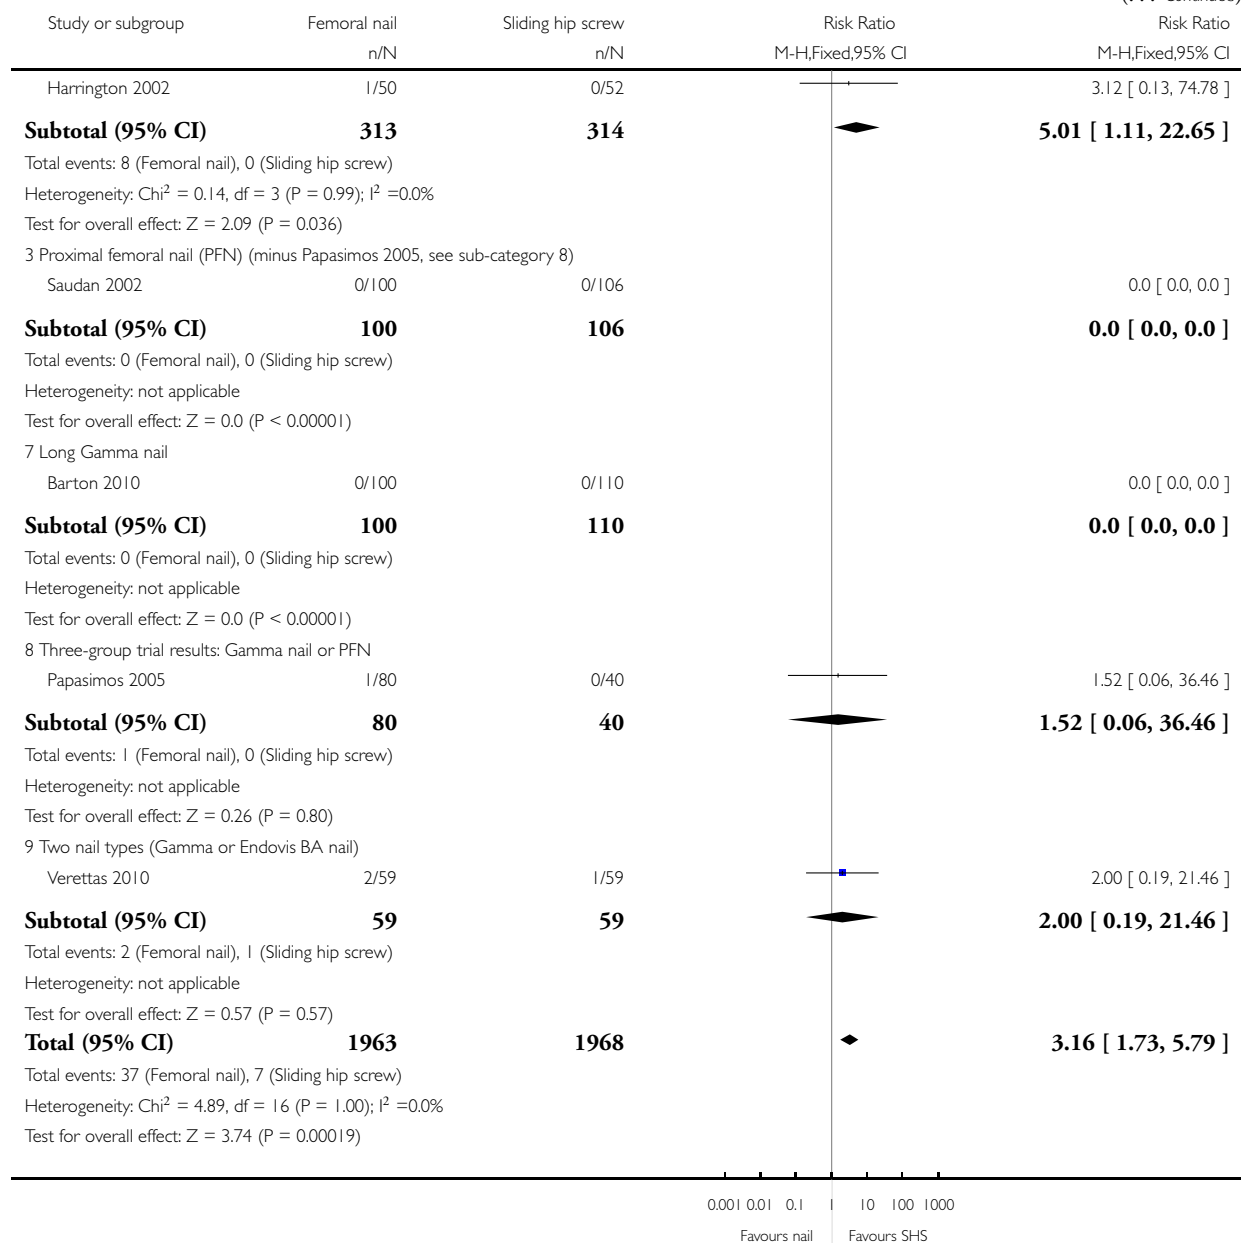 Continued)
Study or subgroup Femoral nail Sliding hip screw Risk Ratio Risk Ratio
n/N n/N M-H,Fixed,95% CI M-H,Fixed,95% CI
Harrington 2002 1/50 0/52 3.12 [ 0.13, 74.78 ]
Subtotal (95% CI) 313 314 5.01 [ 1.11, 22.65 ]
Total events: 8 (Femoral nail), 0 (Sliding hip screw)
Heterogeneity: Chi² = 0.14, df = 3 (P = 0.99); I² =0.0%
Test for overall effect: Z = 2.09 (P = 0.036)
3 Proximal femoral nail (PFN) (minus Papasimos 2005, see sub-category 8)
Saudan 2002 0/100 0/106 0.0 [ 0.0, 0.0 ]
Subtotal (95% CI) 100 106 0.0 [ 0.0, 0.0 ]
Total events: 0 (Femoral nail), 0 (Sliding hip screw)
Heterogeneity: not applicable
Test for overall effect: Z = 0.0 (P < 0.00001)
7 Long Gamma nail
Barton 2010 0/100 0/110 0.0 [ 0.0, 0.0 ]
Subtotal (95% CI) 100 110 0.0 [ 0.0, 0.0 ]
Total events: 0 (Femoral nail), 0 (Sliding hip screw)
Heterogeneity: not applicable
Test for overall effect: Z = 0.0 (P < 0.00001)
8 Three-group trial results: Gamma nail or PFN
Papasimos 2005 1/80 0/40 1.52 [ 0.06, 36.46 ]
Subtotal (95% CI) 80 40 1.52 [ 0.06, 36.46 ]
Total events: 1 (Femoral nail), 0 (Sliding hip screw)
Heterogeneity: not applicable
Test for overall effect: Z = 0.26 (P = 0.80)
9 Two nail types (Gamma or Endovis BA nail)
Verettas 2010 2/59 1/59 2.00 [ 0.19, 21.46 ]
Subtotal (95% CI) 59 59 2.00 [ 0.19, 21.46 ]
Total events: 2 (Femoral nail), 1 (Sliding hip screw)
Heterogeneity: not applicable
Test for overall effect: Z = 0.57 (P = 0.57)
Total (95% CI) 1963 1968 3.16 [ 1.73, 5.79 ]
Total events: 37 (Femoral nail), 7 (Sliding hip screw)
Heterogeneity: Chi² = 4.89, df = 16 (P = 1.00); I² =0.0%
Test for overall effect: Z = 3.74 (P = 0.00019)
0.001 0.01 0.1 1 10 100 1000
Favours nail Favours SHS